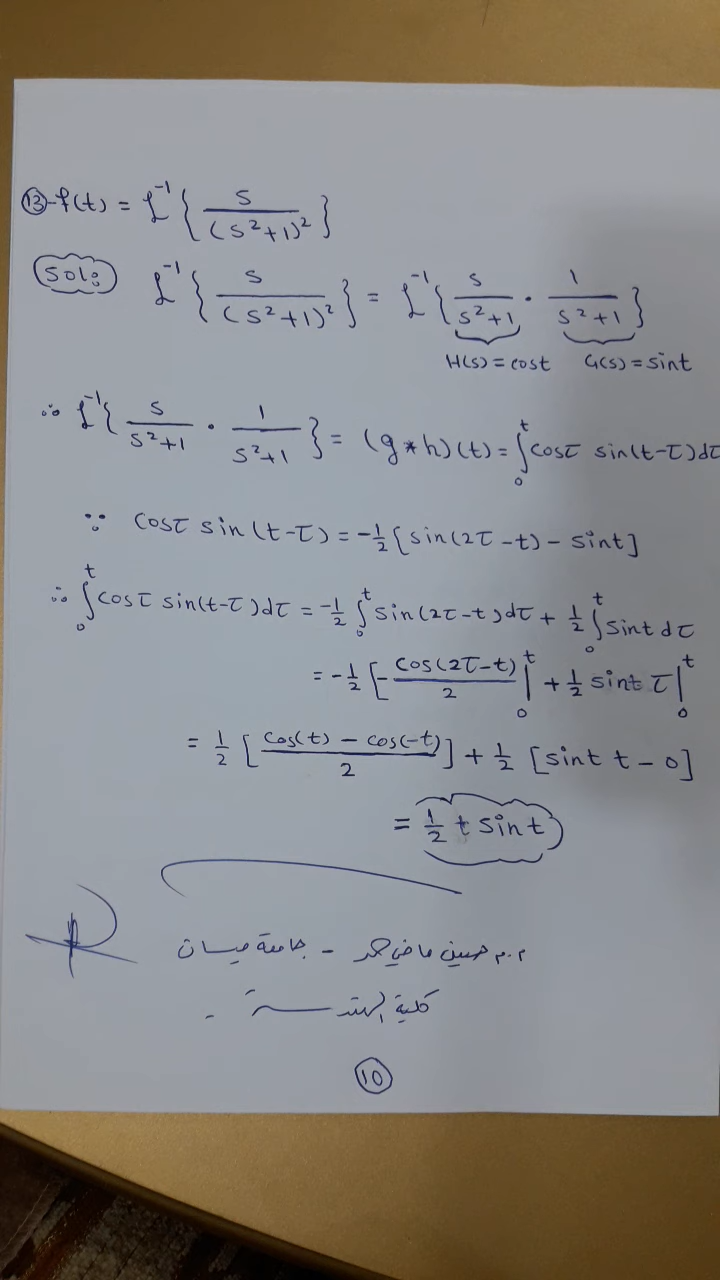 ⑬-f(t) = ℒ⁻¹{ s / (s²+1)² }
Sol: ℒ⁻¹{ s / (s²+1)² } = ℒ⁻¹{ s / s²+1 · 1 / s²+1 }
H(s) = cost G(s) = sint
∴ ℒ⁻¹{ s / s²+1 · 1 / s²+1 } = (g*h)(t) = ∫₀ᵗ cosτ sin(t-τ)dτ
∵ cosτ sin(t-τ) = -½[sin(2τ-t) - sint]
∴ ∫₀ᵗ cosτ sin(t-τ)dτ = -½ ∫₀ᵗ sin(2τ-t)dτ + ½ ∫₀ᵗ sint dτ
= -½ [- cos(2τ-t) / 2 |₀ᵗ + ½ sint τ |₀ᵗ
= ½ [ cos(t) - cos(-t) / 2 ] + ½ [sint t - 0]
= ½ t sint
م.م حسين - جامعة ميسان
كلية الهندسة
⑩